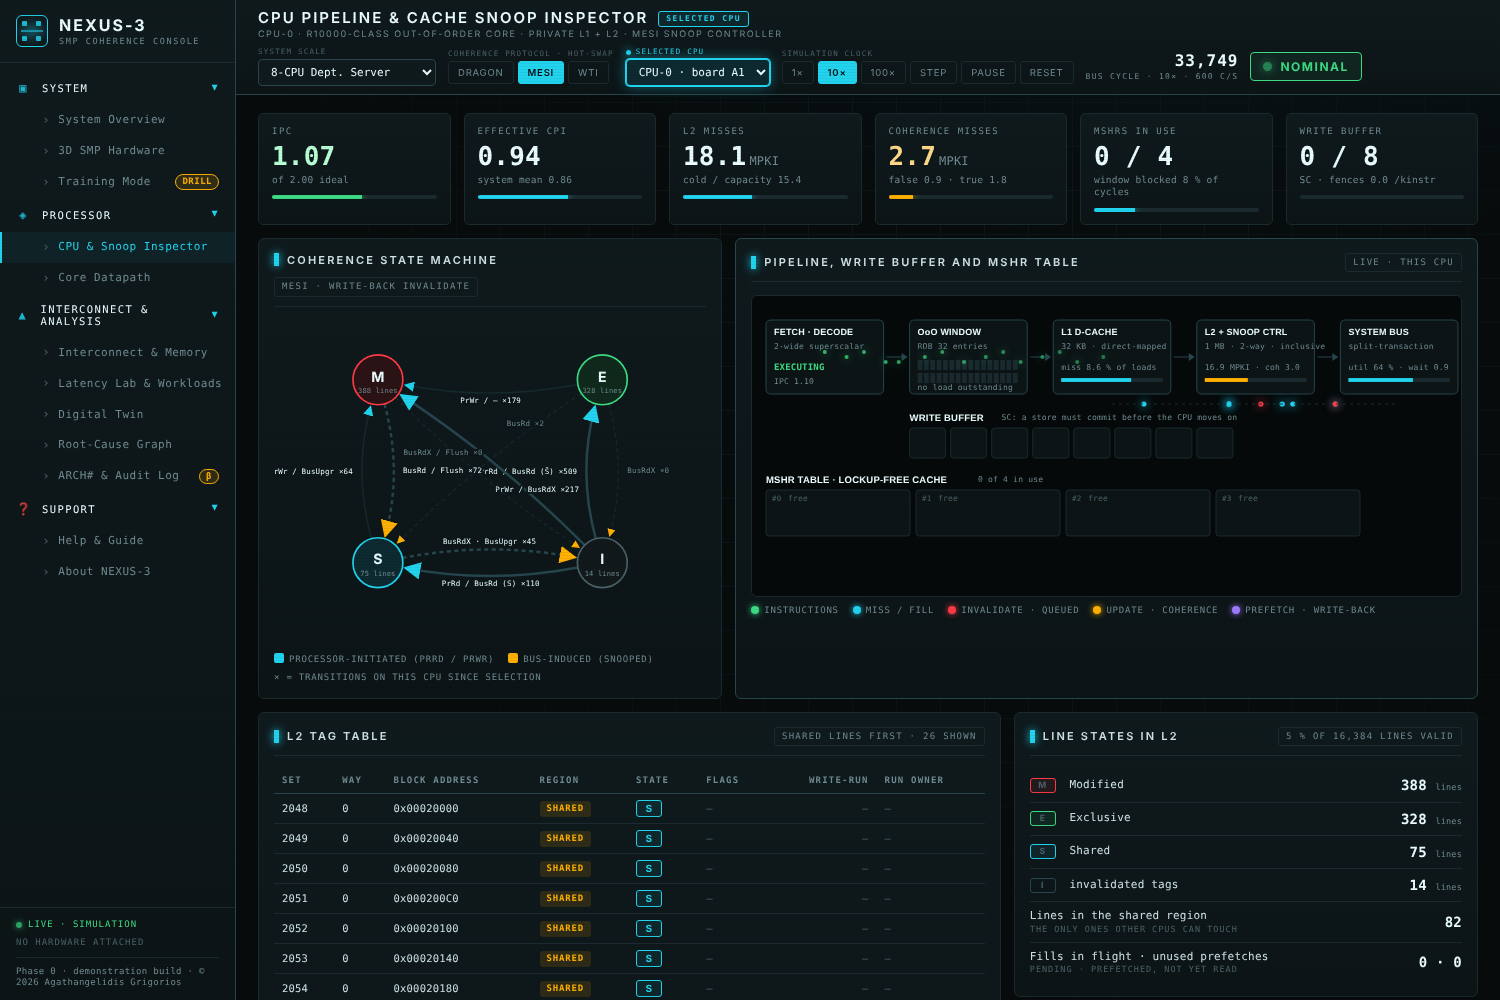 NEXUS-3
SMP COHERENCE CONSOLE
SYSTEM
System Overview
3D SMP Hardware
Training Mode DRILL
PROCESSOR
CPU & Snoop Inspector
Core Datapath
INTERCONNECT &
ANALYSIS
Interconnect & Memory
Latency Lab & Workloads
Digital Twin
Root-Cause Graph
ARCH# & Audit Log β
SUPPORT
Help & Guide
About NEXUS-3
LIVE · SIMULATION
NO HARDWARE ATTACHED
Phase 0 · demonstration build · ©
2026 Agathangelidis Grigorios
CPU PIPELINE & CACHE SNOOP INSPECTOR SELECTED CPU
CPU-0 · R10000-CLASS OUT-OF-ORDER CORE · PRIVATE L1 + L2 · MESI SNOOP CONTROLLER
SYSTEM SCALE COHERENCE PROTOCOL · HOT-SWAP SELECTED CPU SIMULATION CLOCK
8-CPU Dept. Server DRAGON MESI WTI CPU-0 · board A1 1× 10× 100× STEP PAUSE RESET
33,749
BUS CYCLE · 10× · 600 C/S
NOMINAL
IPC
1.07
of 2.00 ideal
EFFECTIVE CPI
0.94
system mean 0.86
L2 MISSES
18.1 MPKI
cold / capacity 15.4
COHERENCE MISSES
2.7 MPKI
false 0.9 · true 1.8
MSHRS IN USE
0 / 4
window blocked 8 % of
cycles
WRITE BUFFER
0 / 8
SC · fences 0.0 /kinstr
COHERENCE STATE MACHINE
MESI · WRITE-BACK INVALIDATE
M
388 lines
E
328 lines
PrWr / — ×179
BusRd ×2
BusRdX / Flush ×0
rWr / BusUpgr ×64
BusRd / Flush ×72
rRd / BusRd (S̄) ×509
BusRdX ×0
PrWr / BusRdX ×217
BusRdX · BusUpgr ×45
S
75 lines
I
14 lines
PrRd / BusRd (S) ×110
PROCESSOR-INITIATED (PRRD / PRWR) BUS-INDUCED (SNOOPED)
× = TRANSITIONS ON THIS CPU SINCE SELECTION
PIPELINE, WRITE BUFFER AND MSHR TABLE
LIVE · THIS CPU
FETCH · DECODE
2-wide superscalar
EXECUTING
IPC 1.10
OoO WINDOW
ROB 32 entries
no load outstanding
L1 D-CACHE
32 KB · direct-mapped
miss 8.6 % of loads
L2 + SNOOP CTRL
1 MB · 2-way · inclusive
16.9 MPKI · coh 3.0
SYSTEM BUS
split-transaction
util 64 % · wait 0.9
WRITE BUFFER SC: a store must commit before the CPU moves on
MSHR TABLE · LOCKUP-FREE CACHE 0 of 4 in use
#0 free #1 free #2 free #3 free
INSTRUCTIONS MISS / FILL INVALIDATE · QUEUED UPDATE · COHERENCE PREFETCH · WRITE-BACK
L2 TAG TABLE
SHARED LINES FIRST · 26 SHOWN
SET WAY BLOCK ADDRESS REGION STATE FLAGS WRITE-RUN RUN OWNER
2048 0 0x00020000 SHARED S — — —
2049 0 0x00020040 SHARED S — — —
2050 0 0x00020080 SHARED S — — —
2051 0 0x000200C0 SHARED S — — —
2052 0 0x00020100 SHARED S — — —
2053 0 0x00020140 SHARED S — — —
2054 0 0x00020180 SHARED S — — —
LINE STATES IN L2
5 % OF 16,384 LINES VALID
M Modified 388 lines
E Exclusive 328 lines
S Shared 75 lines
I invalidated tags 14 lines
Lines in the shared region 82
THE ONLY ONES OTHER CPUS CAN TOUCH
Fills in flight · unused prefetches 0 · 0
PENDING · PREFETCHED, NOT YET READ